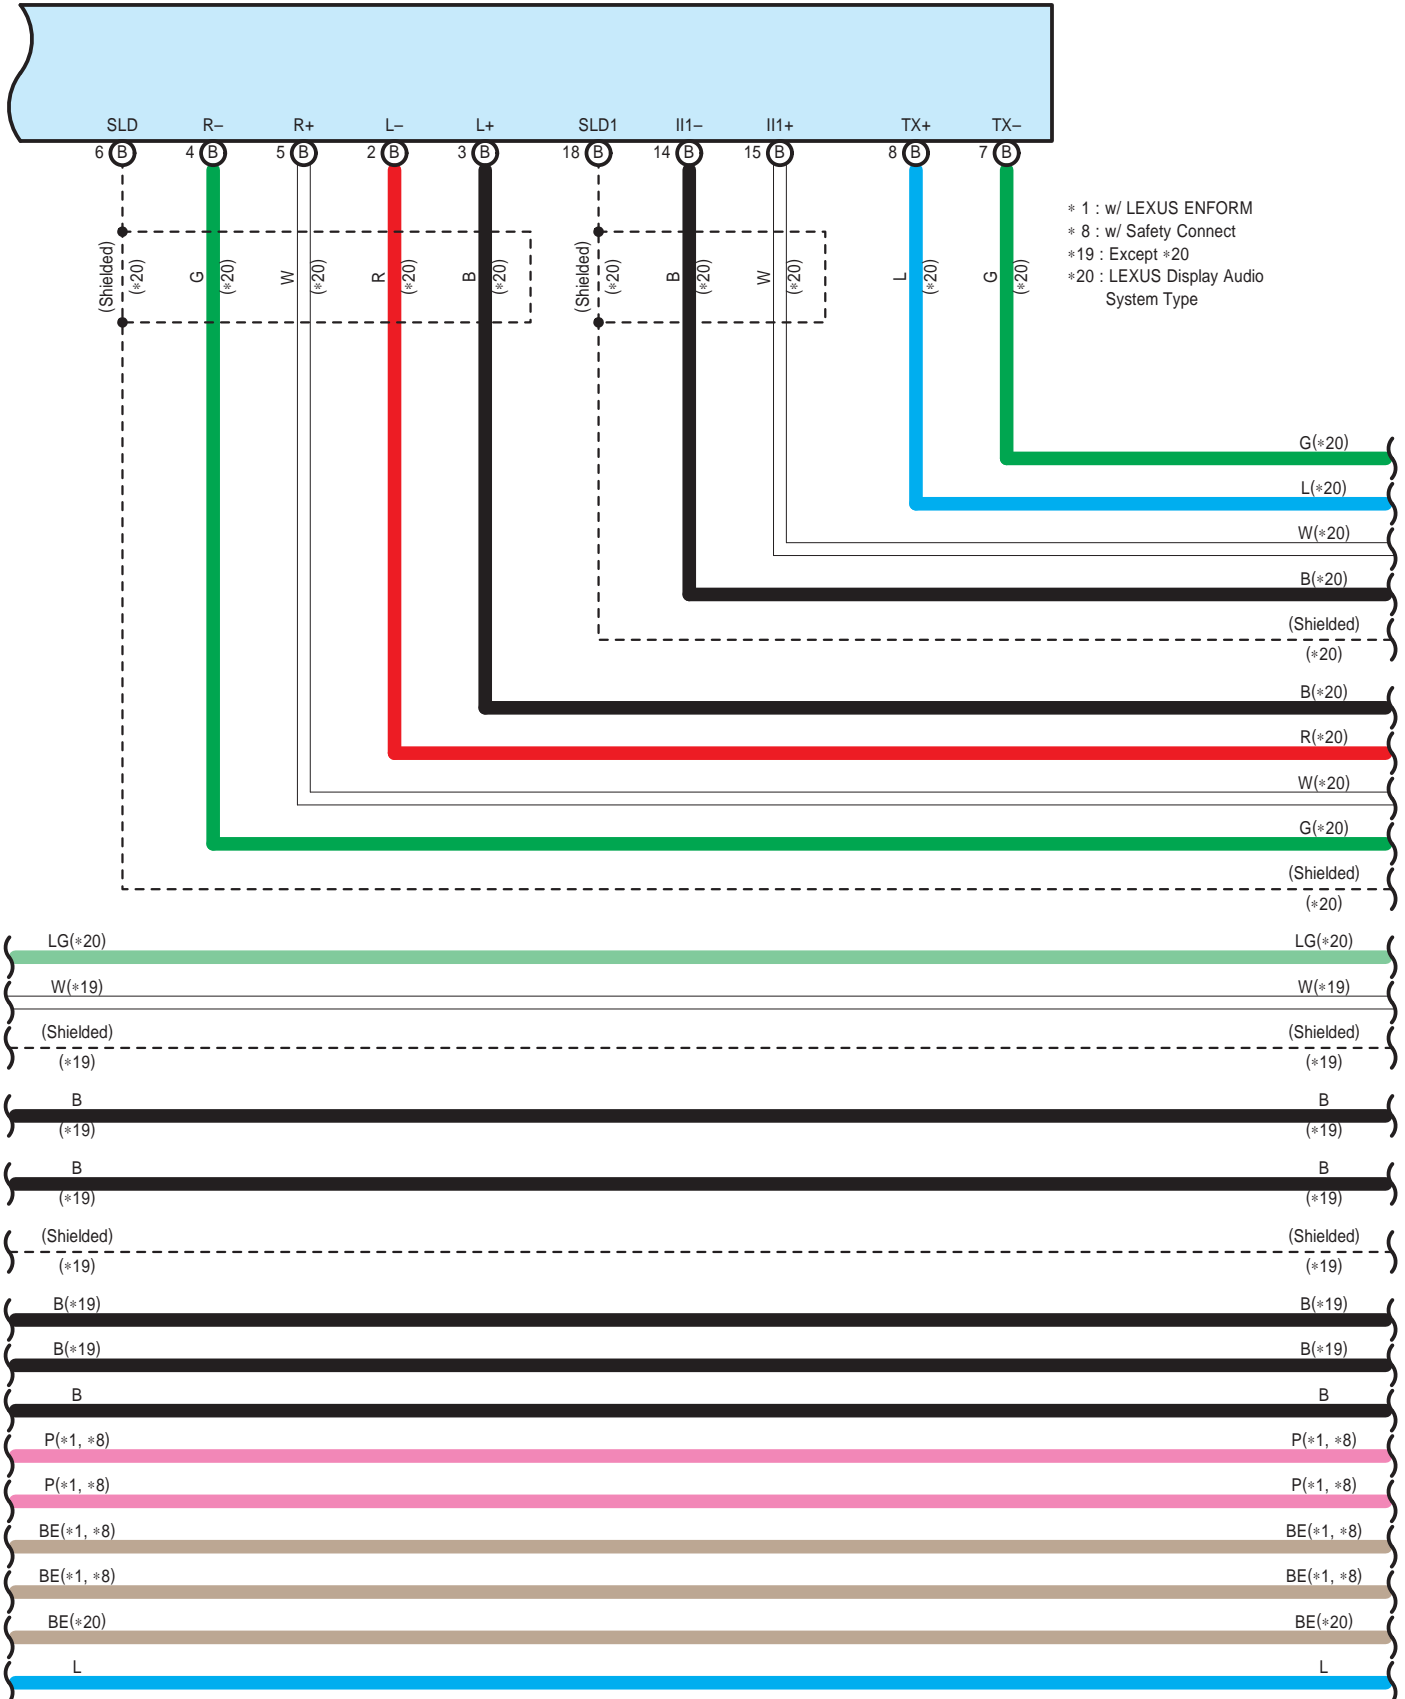 SLD R– R+ L– L+ SLD1 II1– II1+ TX+ TX–
6 B 4 B 5 B 2 B 3 B 18 B 14 B 15 B 8 B 7 B
∗ 1 : w/ LEXUS ENFORM
∗ 8 : w/ Safety Connect
∗19 : Except ∗20
∗20 : LEXUS Display Audio
System Type
(Shielded) (∗20) G (∗20) W (∗20) R (∗20) B (∗20) (Shielded) (∗20) B (∗20) W (∗20) L (∗20) G (∗20)
G(∗20)
L(∗20)
W(∗20)
B(∗20)
(Shielded)
(∗20)
B(∗20)
R(∗20)
W(∗20)
G(∗20)
(Shielded)
(∗20)
LG(∗20) LG(∗20)
W(∗19) W(∗19)
(Shielded) (Shielded)
(∗19) (∗19)
B B
(∗19) (∗19)
B B
(∗19) (∗19)
(Shielded) (Shielded)
(∗19) (∗19)
B(∗19) B(∗19)
B(∗19) B(∗19)
B B
P(∗1, ∗8) P(∗1, ∗8)
P(∗1, ∗8) P(∗1, ∗8)
BE(∗1, ∗8) BE(∗1, ∗8)
BE(∗1, ∗8) BE(∗1, ∗8)
BE(∗20) BE(∗20)
L L